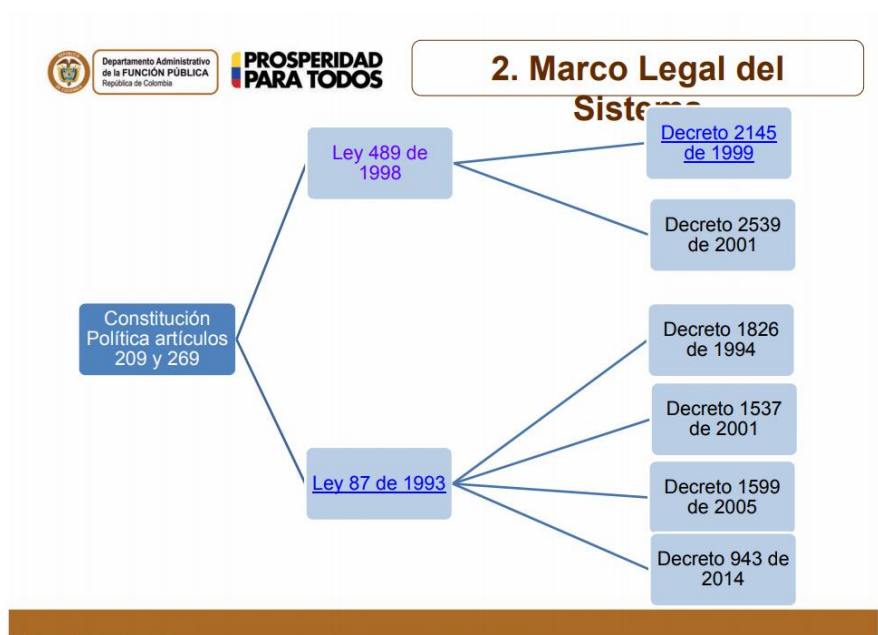 Departamento Administrativo
de la FUNCIÓN PÚBLICA
República de Colombia
PROSPERIDAD
PARA TODOS
2. Marco Legal del
Sistema
Ley 489 de
1998
Decreto 2145
de 1999
Decreto 2539
de 2001
Constitución
Política artículos
209 y 269
Decreto 1826
de 1994
Decreto 1537
de 2001
Ley 87 de 1993
Decreto 1599
de 2005
Decreto 943 de
2014